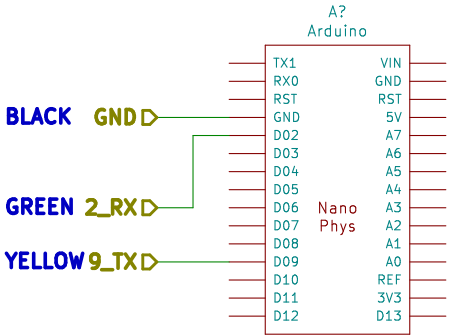 A?
Arduino
TX1 VIN
RX0 GND
RST RST
BLACK GND GND 5V
D02 A7
D03 A6
D04 A5
D05 A4
GREEN 2_RX D06 A3
Nano
D07 A2
Phys
D08 A1
YELLOW 9_TX D09 A0
D10 REF
D11 3V3
D12 D13